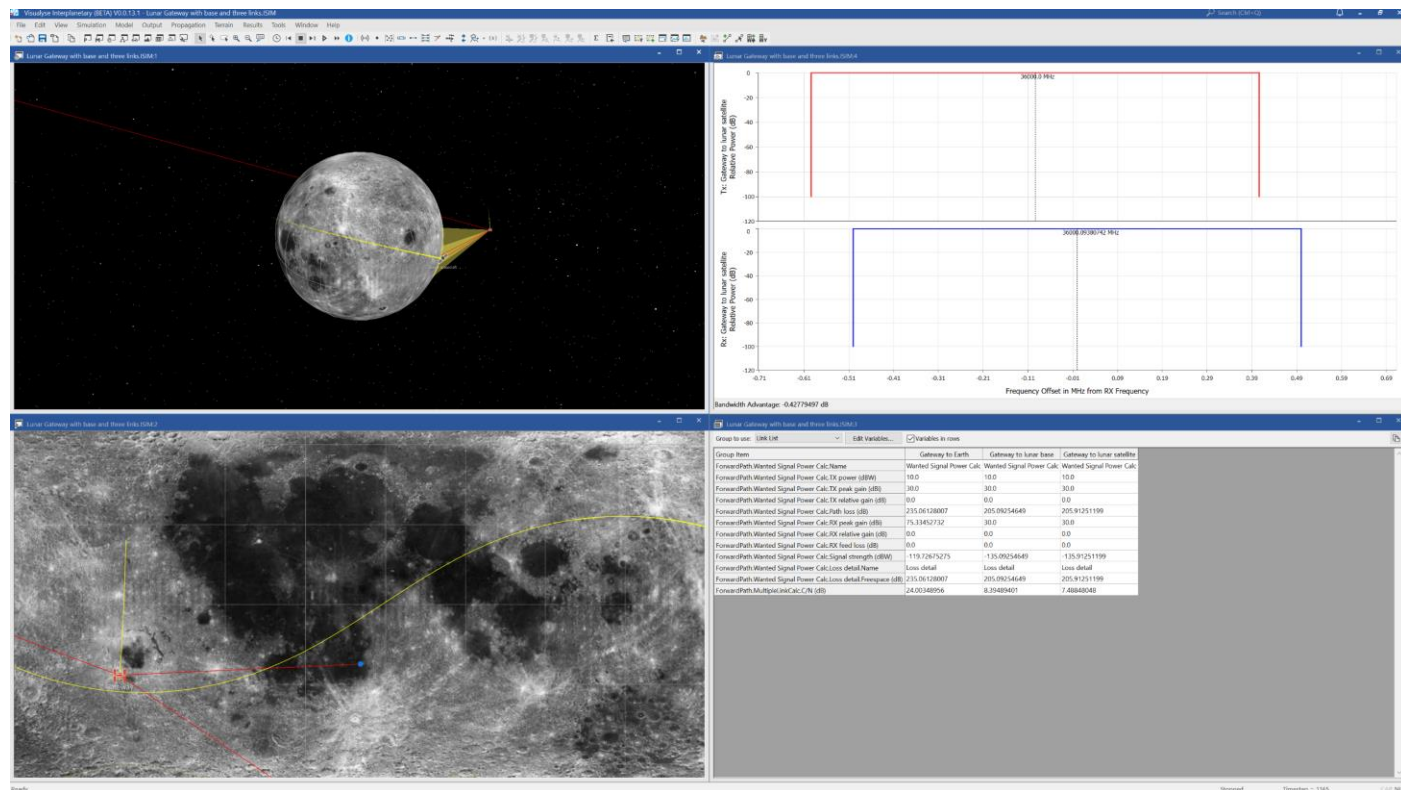 Visualyse Interplanetary (BETA) V0.0.13.1 - Lunar Gateway with base and three links.ISIM
Search (Ctrl+Q)
File Edit View Simulation Model Output Propagation Terrain Results Tools Window Help
Lunar Gateway with base and three links.ISIM:1
Lunar Gateway with base and three links.ISIM:4
Tx: Gateway to lunar satellite
Relative Power (dB)
0
-20
-40
-60
-80
-100
-120
36000.0 MHz
Rx: Gateway to lunar satellite
Relative Power (dB)
0
-20
-40
-60
-80
-100
-120
-0.71 -0.61 -0.51 -0.41 -0.31 -0.21 -0.11 -0.01 0.09 0.19 0.29 0.39 0.49 0.59 0.69
Frequency Offset in MHz from RX Frequency
Bandwidth Advantage: -0.42779497 dB
Lunar Gateway with base and three links.ISIM:2
Lunar Gateway with base and three links.ISIM:3
Group to use: Link List Edit Variables... Variables in rows
Group Item Gateway to Earth Gateway to lunar base Gateway to lunar satellite
ForwardPath.Wanted Signal Power Calc.Name Wanted Signal Power Calc Wanted Signal Power Calc Wanted Signal Power Calc
ForwardPath.Wanted Signal Power Calc.TX power (dBW) 10.0 10.0 10.0
ForwardPath.Wanted Signal Power Calc.TX peak gain (dBi) 30.0 30.0 30.0
ForwardPath.Wanted Signal Power Calc.TX relative gain (dB) 0.0 0.0 0.0
ForwardPath.Wanted Signal Power Calc.Path loss (dB) 235.06128007 205.09254649 205.91251199
ForwardPath.Wanted Signal Power Calc.RX peak gain (dBi) 75.33452732 30.0 30.0
ForwardPath.Wanted Signal Power Calc.RX relative gain (dB) 0.0 0.0 0.0
ForwardPath.Wanted Signal Power Calc.RX feed loss (dB) 0.0 0.0 0.0
ForwardPath.Wanted Signal Power Calc.Signal strength (dBW) -119.72675275 -135.09254649 -135.91251199
ForwardPath.Wanted Signal Power Calc.Loss detail.Name Loss detail Loss detail Loss detail
ForwardPath.Wanted Signal Power Calc.Loss detail.Freespace (dB) 235.06128007 205.09254649 205.91251199
ForwardPath.MultipleLinkCalc.C/N (dB) 24.00348956 8.39489401 7.48848048
Ready
Stopped